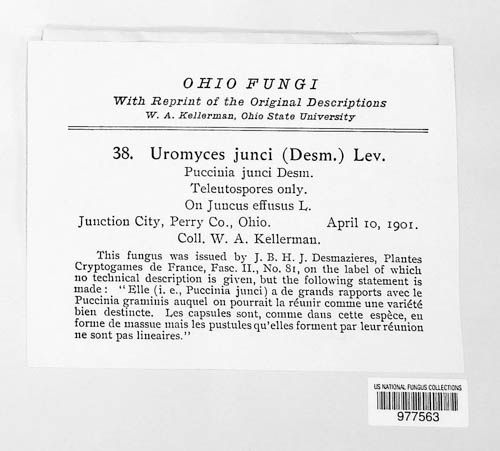 OHIO FUNGI
With Reprint of the Original Descriptions
W. A. Kellerman, Ohio State University
38. Uromyces junci (Desm.) Lev.
Puccinia junci Desm.
Teleutospores only.
On Juncus effusus L.
Junction City, Perry Co., Ohio. April 10, 1901.
Coll. W. A. Kellerman.
This fungus was issued by J. B. H. J. Desmazieres, Plantes
Cryptogames de France, Fasc. II., No. 81, on the label of which
no technical description is given, but the following statement is
made: "Elle (i. e., Puccinia junci) a de grands rapports avec le
Puccinia graminis auquel on pourrait la réunir comme une variété
bien destincte. Les capsules sont, comme dans cette espèce, en
forme de massue mais les pustules qu'elles forment par leur réunion
ne sont pas lineaires."
US NATIONAL FUNGUS COLLECTIONS
977563